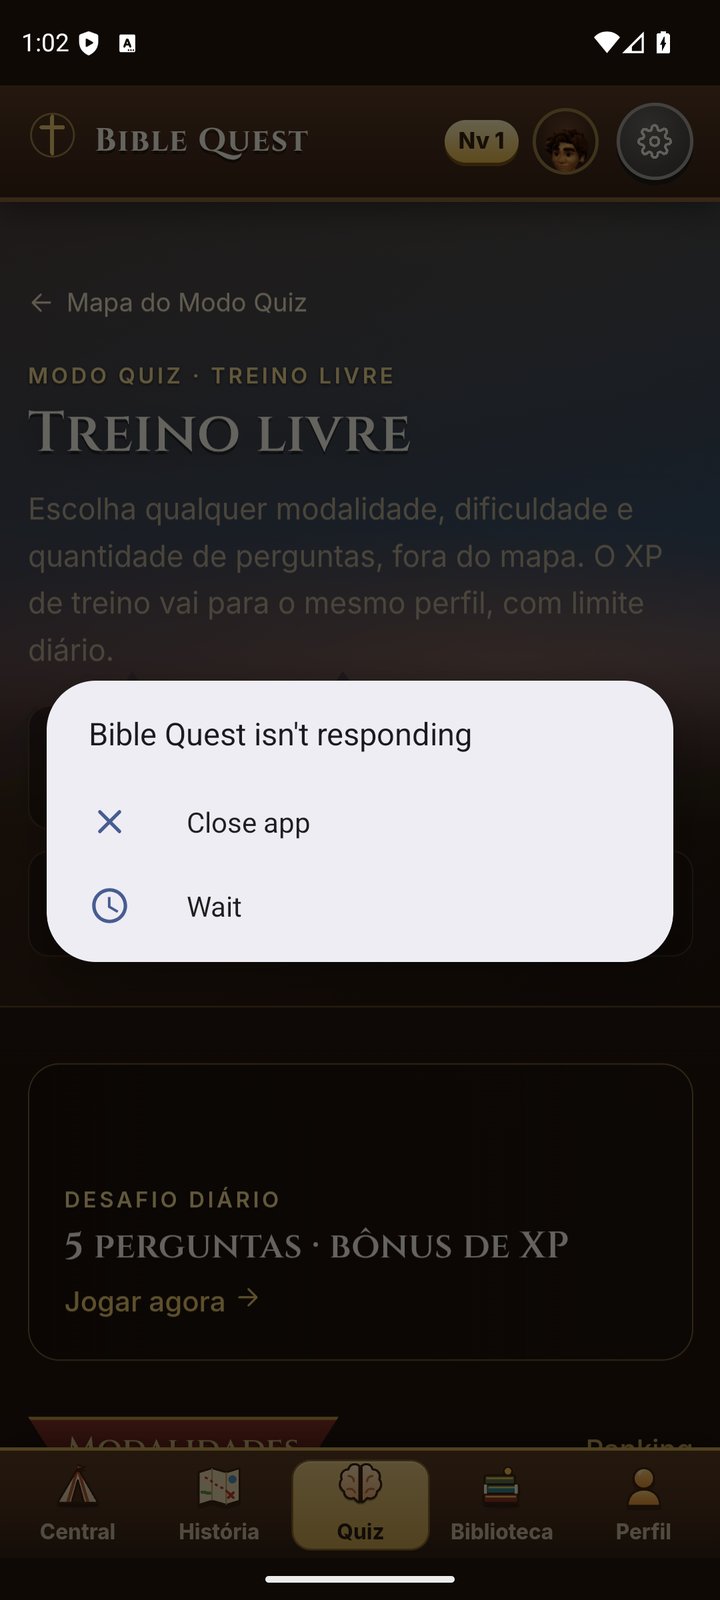 1:02
Bible Quest
Nv 1
← Mapa do Modo Quiz
MODO QUIZ · TREINO LIVRE
Treino livre
Escolha qualquer modalidade, dificuldade e
quantidade de perguntas, fora do mapa. O XP
de treino vai para o mesmo perfil, com limite
diário.
Bible Quest isn't responding
Close app
Wait
DESAFIO DIÁRIO
5 perguntas · bônus de XP
Jogar agora →
Modalidades
Ranking
Central
História
Quiz
Biblioteca
Perfil